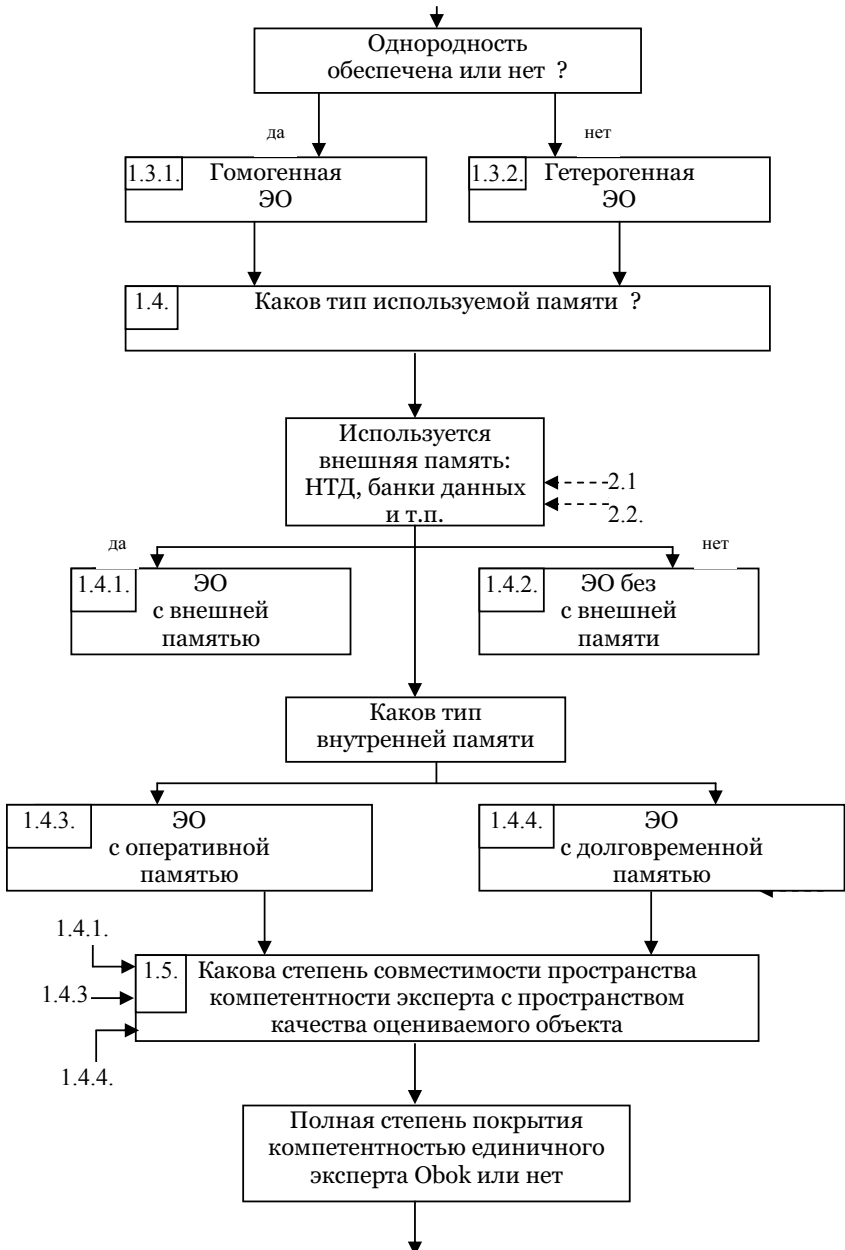 Однородность
обеспечена или нет ?
да
нет
1.3.1. Гомогенная
ЭО
1.3.2. Гетерогенная
ЭО
1.4. Каков тип используемой памяти ?
Используется
внешняя память:
НТД, банки данных
и т.п.
2.1
2.2.
да
нет
1.4.1. ЭО
с внешней
памятью
1.4.2. ЭО без
с внешней
памяти
Каков тип
внутренней памяти
1.4.3. ЭО
с оперативной
памятью
1.4.4. ЭО
с долговременной
памятью
1.4.1.
1.4.3
1.4.4.
1.5. Какова степень совместимости пространства
компетентности эксперта с пространством
качества оцениваемого объекта
Полная степень покрытия
компетентностью единичного
эксперта Obok или нет